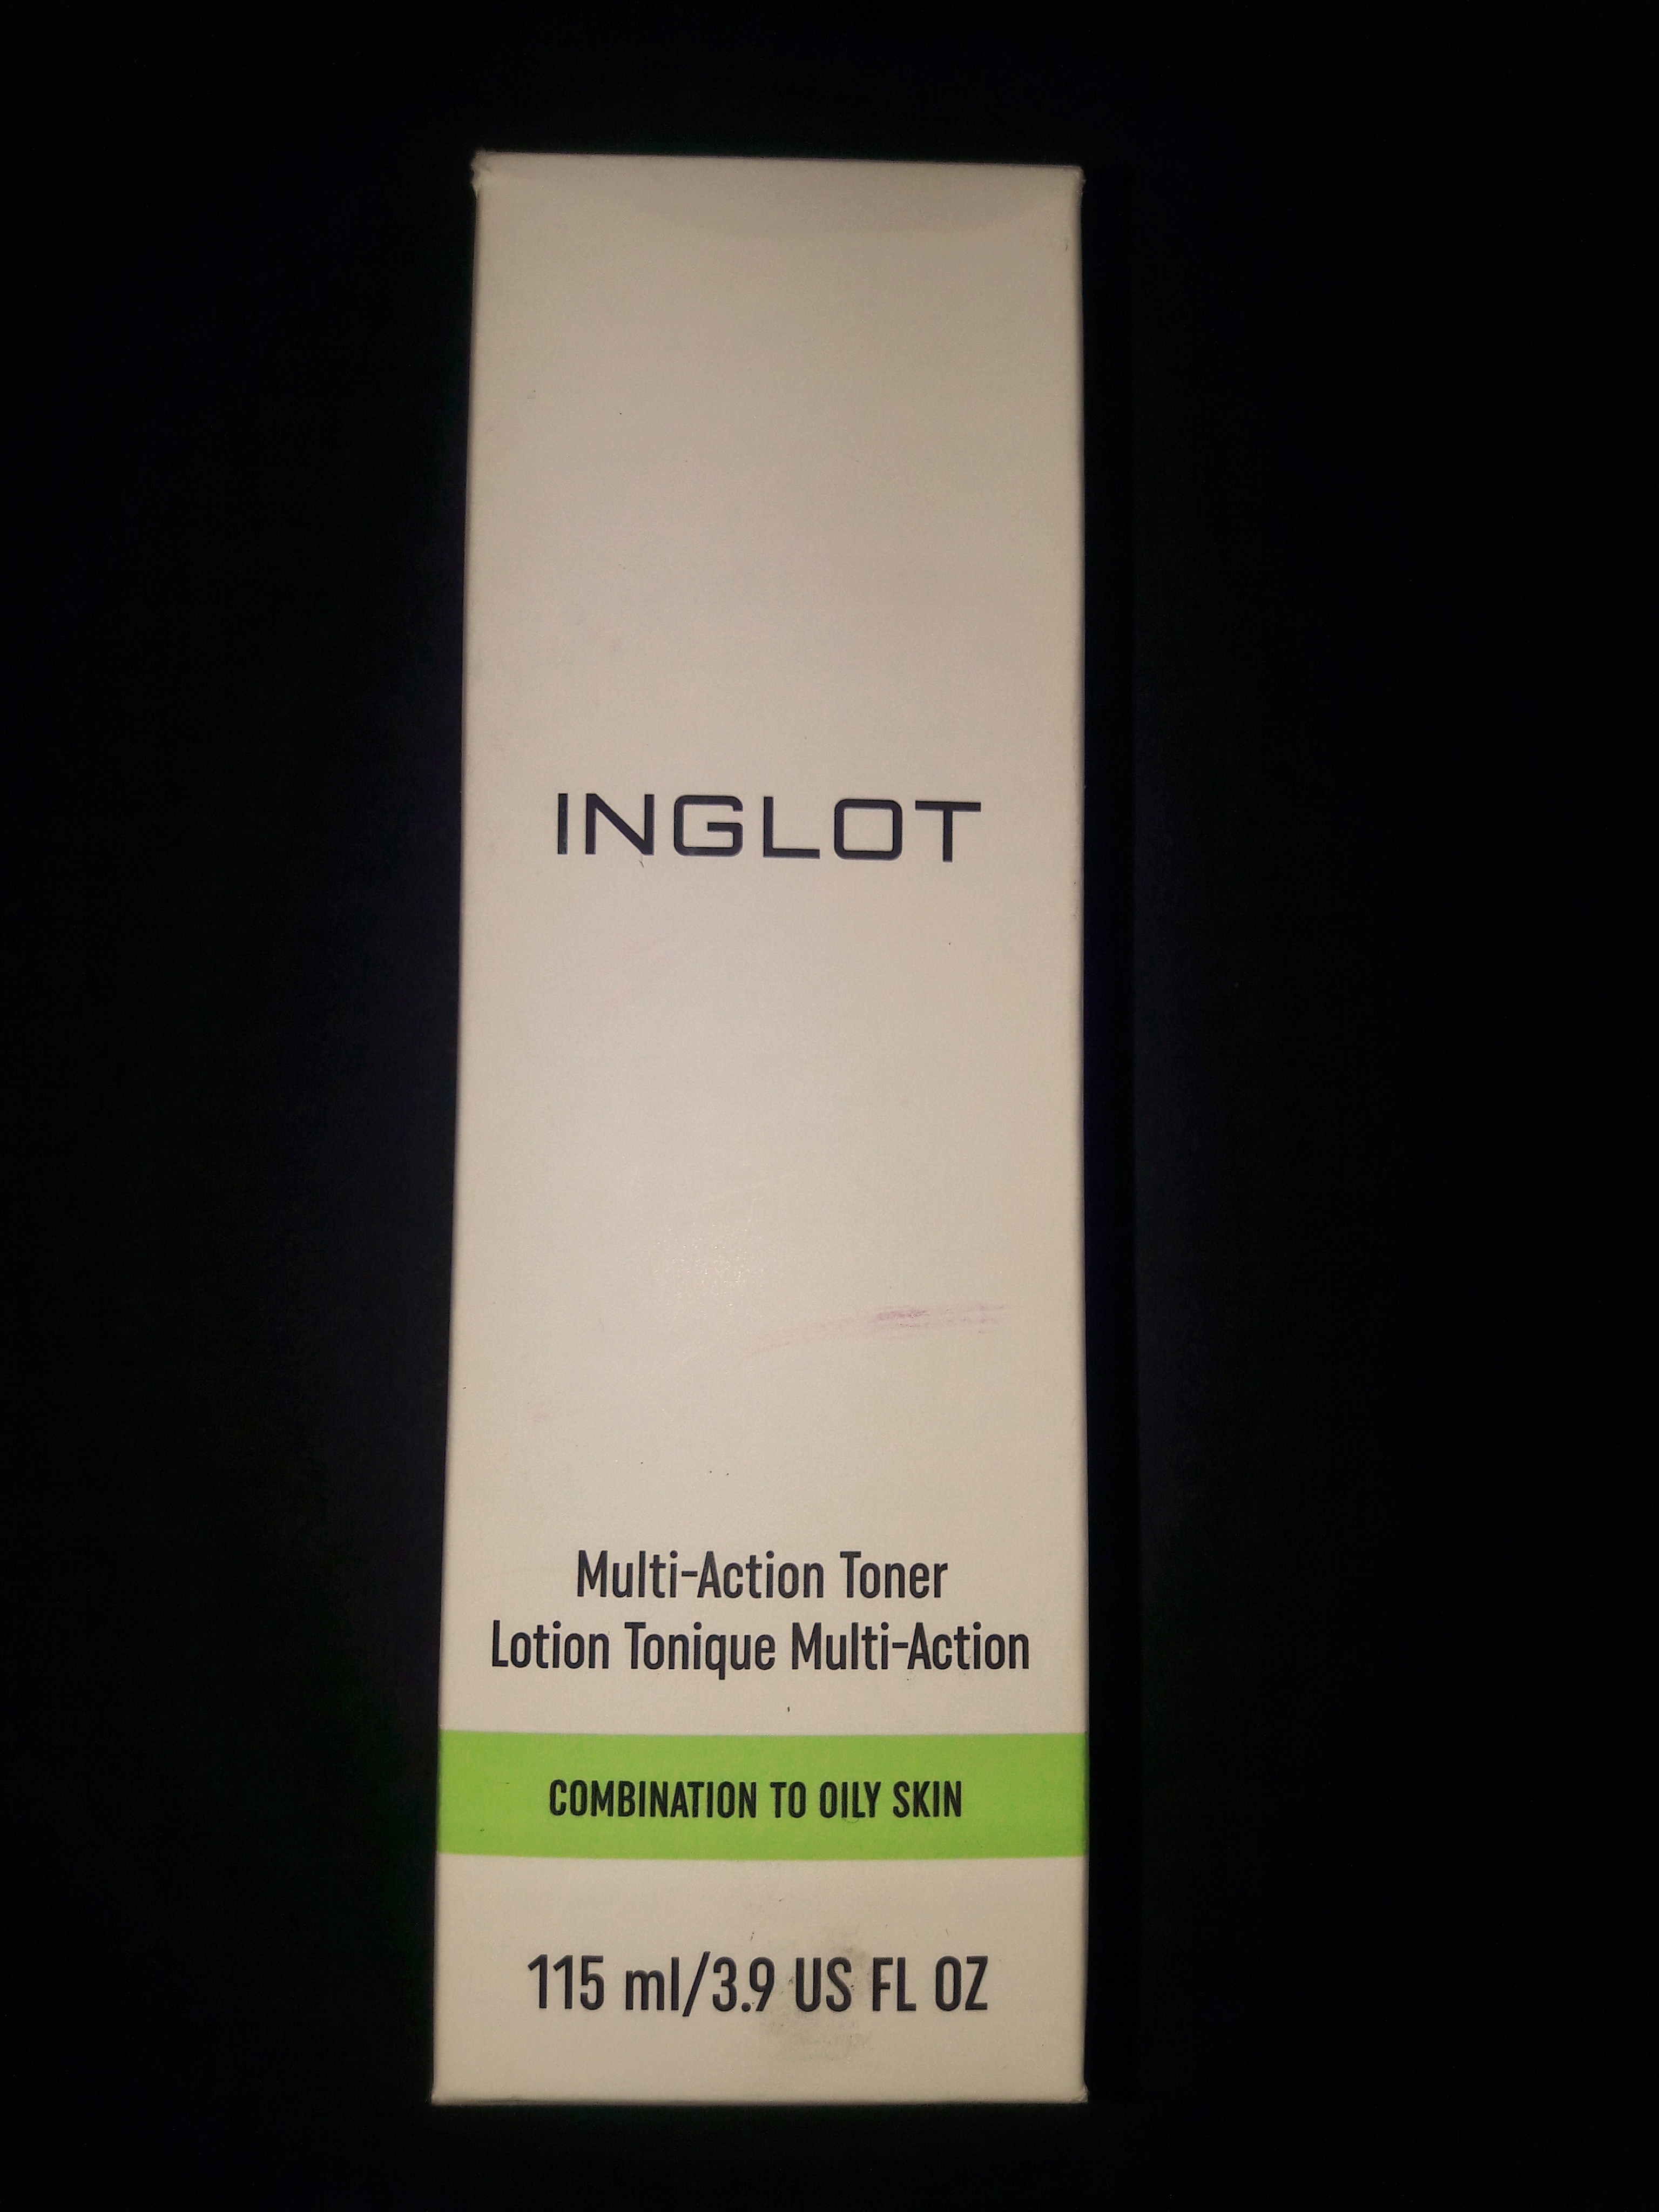 INGLOT
Multi-Action Toner
Lotion Tonique Multi-Action
COMBINATION TO OILY SKIN
115 ml/3.9 US FL OZ